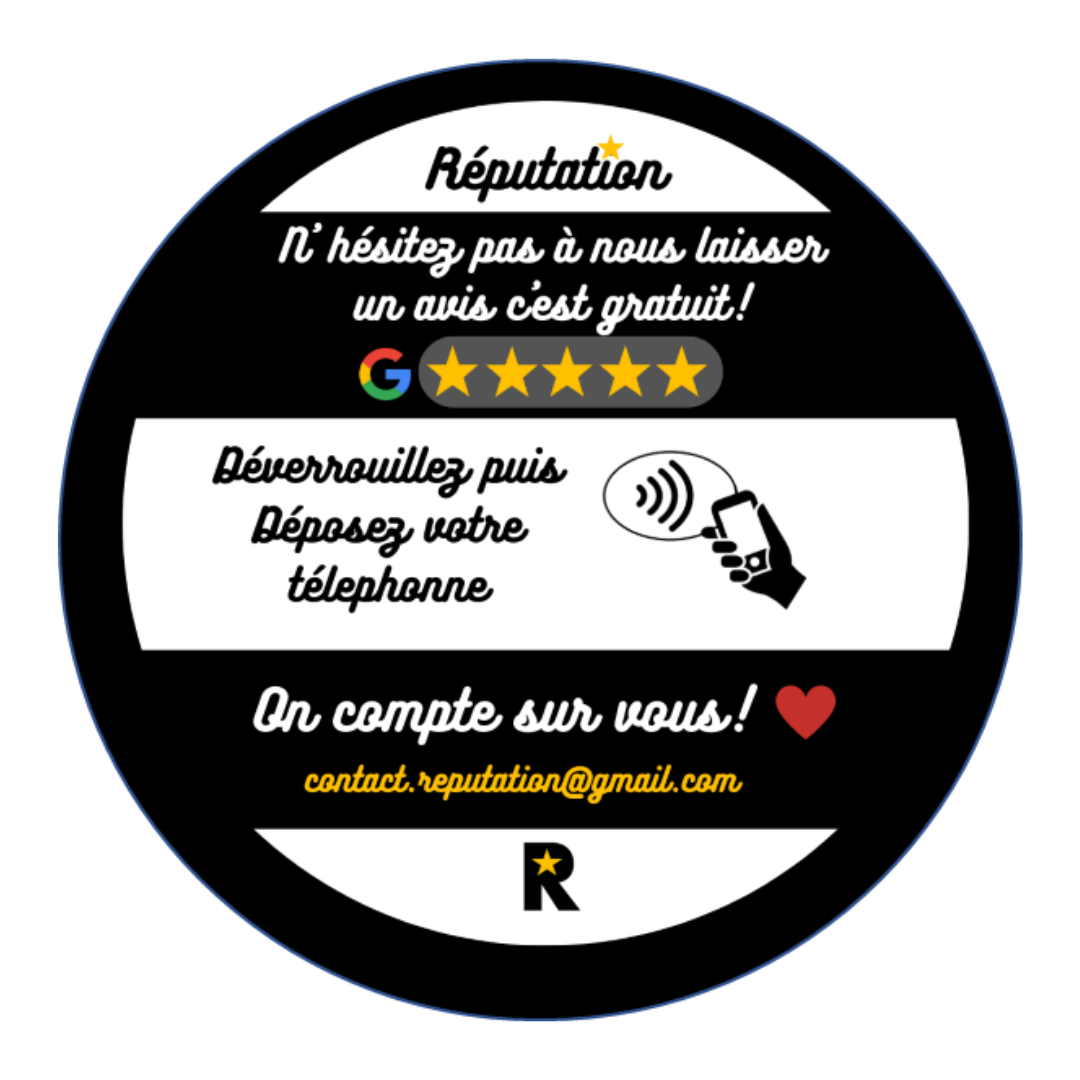 Réputation
N' hésitez pas à nous laisser
un avis c'est gratuit!
G
Déverrouillez puis
Déposez votre
télephonne
On compte sur vous!
contact.reputation@gmail.com
R